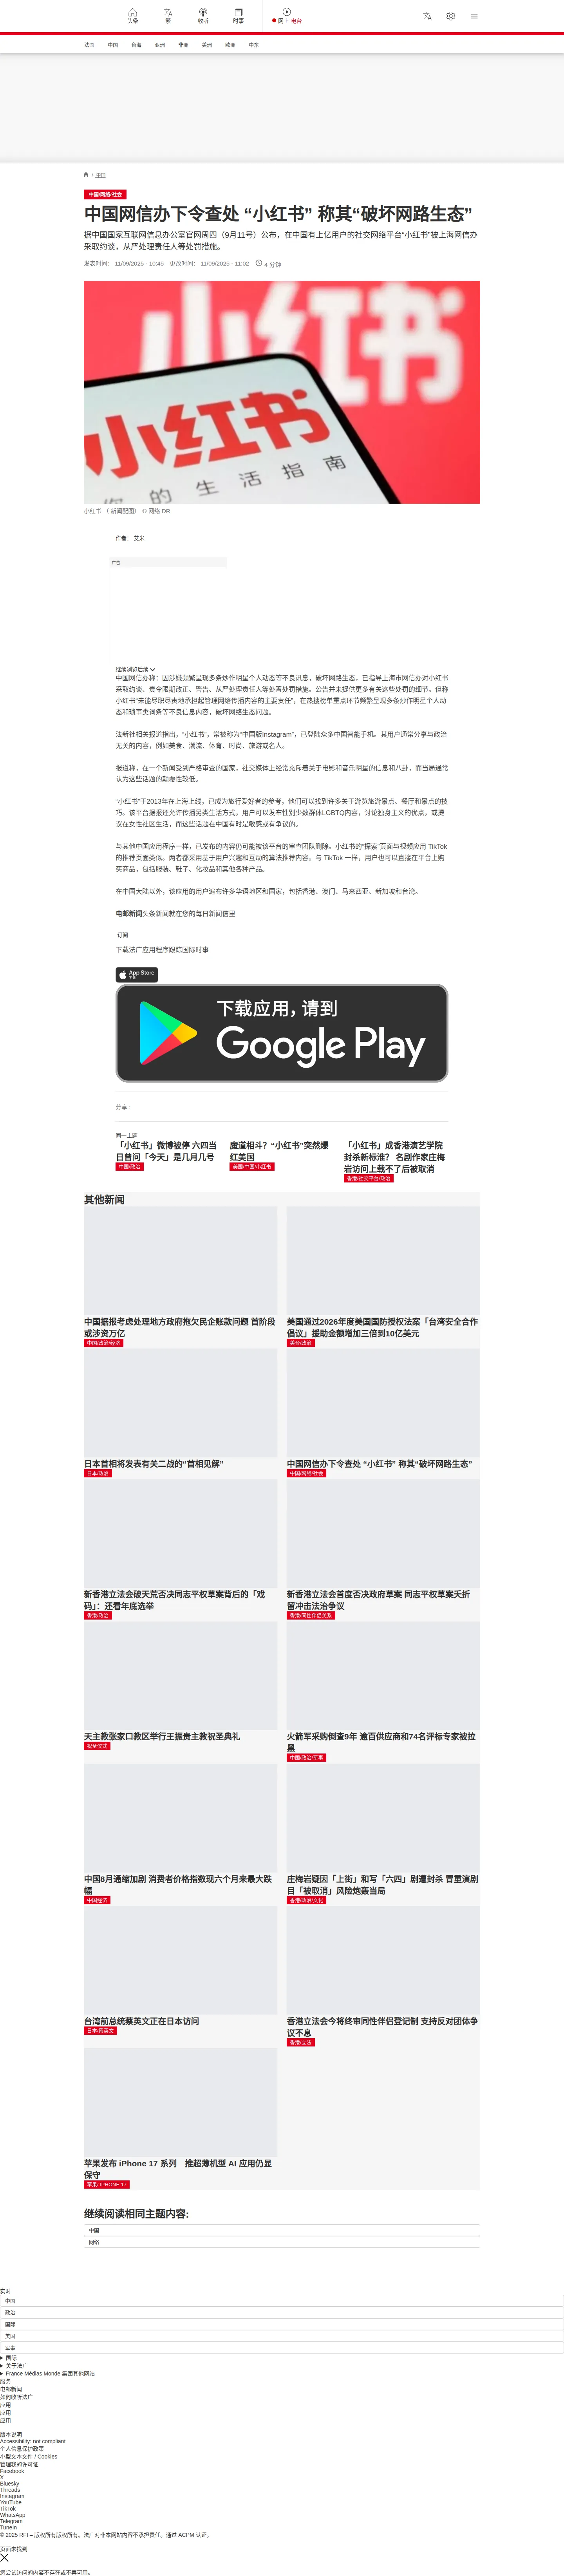 头条
繁
收听
时事
网上 电台
法国
中国
台海
亚洲
非洲
美洲
欧洲
中东
/ 中国
中国/网络/社会
中国网信办下令查处 “小红书” 称其“破坏网路生态”
据中国国家互联网信息办公室官网周四（9月11号）公布，在中国有上亿用户的社交网络平台“小红书”被上海网信办
采取约谈，从严处理责任人等处罚措施。
发表时间： 11/09/2025 - 10:45 更改时间： 11/09/2025 - 11:02 4 分钟
小红书
小红书
的生活指南
小红书 （ 新闻配图） © 网络 DR
作者： 艾米
广告
继续浏览后续
中国网信办称：因涉嫌频繁呈现多条炒作明星个人动态等不良讯息，破坏网路生态，已指导上海市网信办对小红书
采取约谈、责令限期改正、警告、从严处理责任人等处置处罚措施。公告并未提供更多有关这些处罚的细节。但称
小红书“未能尽职尽责地承担起管理网络传播内容的主要责任”，在热搜榜单重点环节频繁呈现多条炒作明星个人动
态和琐事类词条等不良信息内容，破坏网络生态问题。
法新社相关报道指出，“小红书”，常被称为“中国版Instagram”，已登陆众多中国智能手机。其用户通常分享与政治
无关的内容，例如美食、潮流、体育、时尚、旅游或名人。
报道称，在一个新闻受到严格审查的国家，社交媒体上经常充斥着关于电影和音乐明星的信息和八卦，而当局通常
认为这些话题的颠覆性较低。
“小红书”于2013年在上海上线，已成为旅行爱好者的参考，他们可以找到许多关于游览旅游景点、餐厅和景点的技
巧。该平台据报还允许传播另类生活方式，用户可以发布性别少数群体LGBTQ内容，讨论独身主义的优点，或提
议在女性社区生活，而这些话题在中国有时是敏感或有争议的。
与其他中国应用程序一样，已发布的内容仍可能被该平台的审查团队删除。小红书的“探索”页面与视频应用 TikTok
的推荐页面类似。两者都采用基于用户兴趣和互动的算法推荐内容。与 TikTok 一样，用户也可以直接在平台上购
买商品，包括服装、鞋子、化妆品和其他各种产品。
在中国大陆以外，该应用的用户遍布许多华语地区和国家，包括香港、澳门、马来西亚、新加坡和台湾。
电邮新闻头条新闻就在您的每日新闻信里
订阅
下载法广应用程序跟踪国际时事
App Store
下载
下载应用，请到
Google Play
分享 :
同一主题
「小红书」微博被停 六四当
日曾问「今天」是几月几号
中国/政治
魔道相斗？ “小红书”突然爆
红美国
美国/中国/小红书
「小红书」成香港演艺学院
封杀新标准？ 名剧作家庄梅
岩访问上载不了后被取消
香港/社交平台/政治
其他新闻
中国据报考虑处理地方政府拖欠民企账款问题 首阶段
或涉资万亿
中国/政治/经济
美国通过2026年度美国国防授权法案「台湾安全合作
倡议」援助金额增加三倍到10亿美元
美台/政治
日本首相将发表有关二战的“首相见解”
日本/政治
中国网信办下令查处 “小红书” 称其“破坏网路生态”
中国/网络/社会
新香港立法会破天荒否决同志平权草案背后的「戏
码」：还看年底选举
香港/政治
新香港立法会首度否决政府草案 同志平权草案夭折
留冲击法治争议
香港/同性伴侣关系
天主教张家口教区举行王振贵主教祝圣典礼
祝圣仪式
火箭军采购倒查9年 逾百供应商和74名评标专家被拉
黑
中国/政治/军事
中国8月通缩加剧 消费者价格指数现六个月来最大跌
幅
中国经济
庄梅岩疑因「上街」和写「六四」剧遭封杀 冒重演剧
目「被取消」风险炮轰当局
香港/政治/文化
台湾前总统蔡英文正在日本访问
日本/蔡英文
香港立法会今将终审同性伴侣登记制 支持反对团体争
议不息
香港/立法
苹果发布 iPhone 17 系列　推超薄机型 AI 应用仍显
保守
苹果/ IPHONE 17
继续阅读相同主题内容:
中国
网络
实时
中国
政治
国际
美国
军事
国际
关于法广
France Médias Monde 集团其他网站
服务
电邮新闻
如何收听法广
应用
应用
应用
版本说明
Accessibility: not compliant
个人信息保护政策
小型文本文件 / Cookies
管理我的许可证
Facebook
X
Bluesky
Threads
Instagram
YouTube
TikTok
WhatsApp
Telegram
TuneIn
© 2025 RFI – 版权所有版权所有。法广对非本网站内容不承担责任。通过 ACPM 认证。
页面未找到
您尝试访问的内容不存在或不再可用。